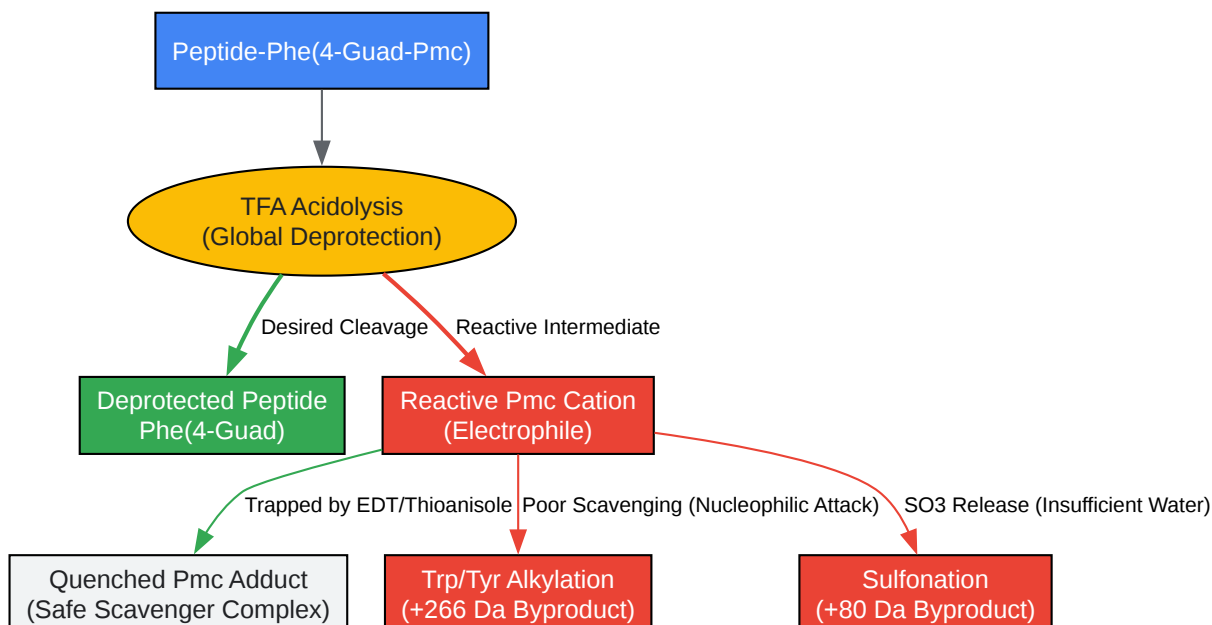 Peptide-Phe(4-Guad-Pmc)
TFA Acidolysis
(Global Deprotection)
Desired Cleavage
Reactive Intermediate
Deprotected Peptide
Phe(4-Guad)
Reactive Pmc Cation
(Electrophile)
Trapped by EDT/Thioanisole
Poor Scavenging (Nucleophilic Attack)
SO3 Release (Insufficient Water)
Quenched Pmc Adduct
(Safe Scavenger Complex)
Trp/Tyr Alkylation
(+266 Da Byproduct)
Sulfonation
(+80 Da Byproduct)